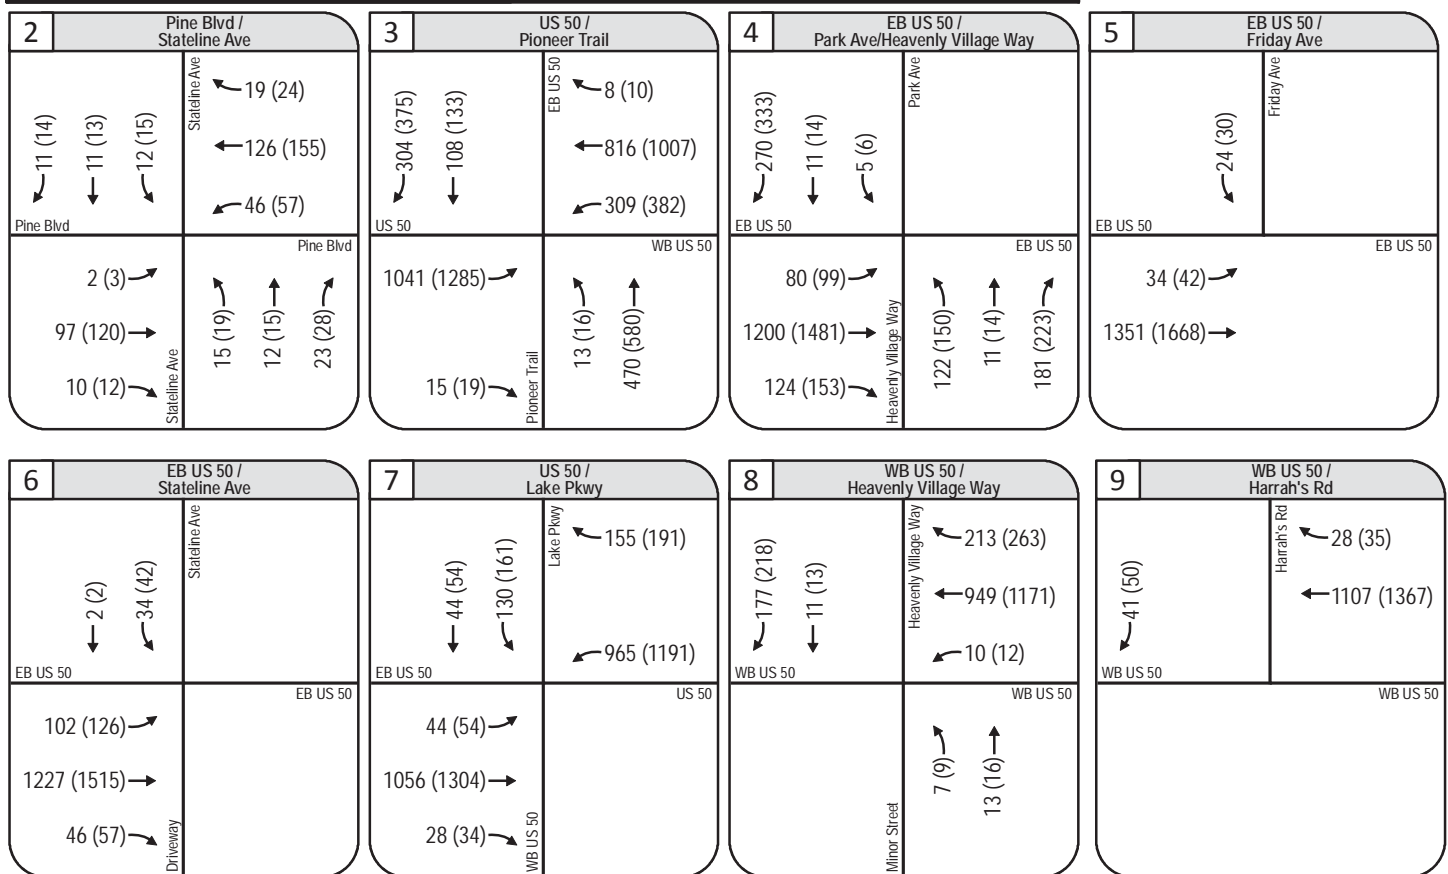 2
Pine Blvd /
Stateline Ave
Stateline Ave
11 (14)
11 (13)
12 (15)
19 (24)
126 (155)
46 (57)
Pine Blvd
Pine Blvd
2 (3)
97 (120)
10 (12)
Stateline Ave
15 (19)
12 (15)
23 (28)
3
US 50 /
Pioneer Trail
EB US 50
304 (375)
108 (133)
8 (10)
816 (1007)
309 (382)
US 50
WB US 50
1041 (1285)
15 (19)
Pioneer Trail
13 (16)
470 (580)
4
EB US 50 /
Park Ave/Heavenly Village Way
Park Ave
270 (333)
11 (14)
5 (6)
EB US 50
EB US 50
80 (99)
1200 (1481)
124 (153)
Heavenly Village Way
122 (150)
11 (14)
181 (223)
5
EB US 50 /
Friday Ave
Friday Ave
24 (30)
EB US 50
EB US 50
34 (42)
1351 (1668)
6
EB US 50 /
Stateline Ave
Stateline Ave
2 (2)
34 (42)
EB US 50
EB US 50
102 (126)
1227 (1515)
46 (57)
Driveway
7
US 50 /
Lake Pkwy
Lake Pkwy
44 (54)
130 (161)
155 (191)
965 (1191)
EB US 50
US 50
44 (54)
1056 (1304)
28 (34)
WB US 50
8
WB US 50 /
Heavenly Village Way
Heavenly Village Way
177 (218)
11 (13)
213 (263)
949 (1171)
10 (12)
WB US 50
WB US 50
Minor Street
7 (9)
13 (16)
9
WB US 50 /
Harrah's Rd
Harrah's Rd
41 (50)
28 (35)
1107 (1367)
WB US 50
WB US 50